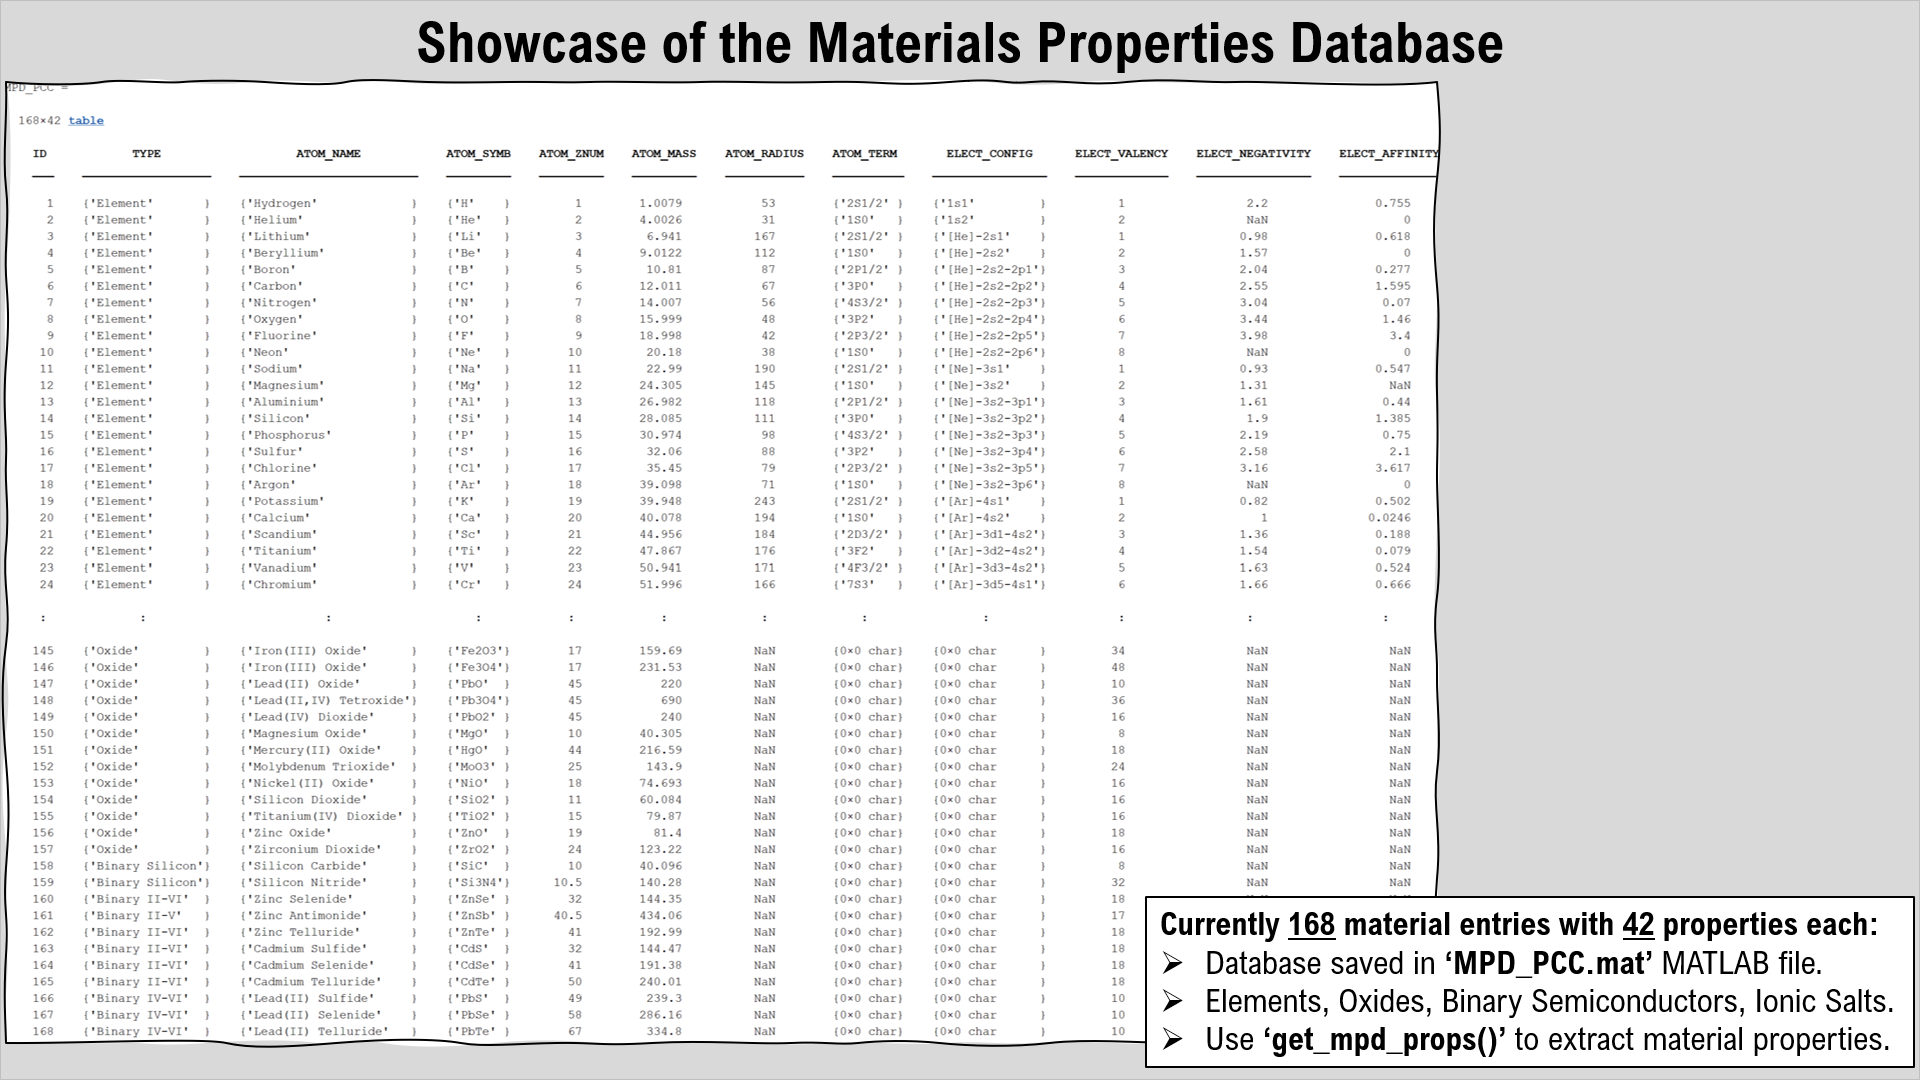 Showcase of the Materials Properties Database
MPD_PCC =
168×42 table
ID TYPE ATOM_NAME ATOM_SYMB ATOM_ZNUM ATOM_MASS ATOM_RADIUS ATOM_TERM ELECT_CONFIG ELECT_VALENCY ELECT_NEGATIVITY ELECT_AFFINITY
1 {'Element' } {'Hydrogen' } {'H' } 1 1.0079 53 {'2S1/2' } {'1s1' } 1 2.2 0.755
2 {'Element' } {'Helium' } {'He' } 2 4.0026 31 {'1S0' } {'1s2' } 2 NaN 0
3 {'Element' } {'Lithium' } {'Li' } 3 6.941 167 {'2S1/2' } {'[He]-2s1' } 1 0.98 0.618
4 {'Element' } {'Beryllium' } {'Be' } 4 9.0122 112 {'1S0' } {'[He]-2s2' } 2 1.57 0
5 {'Element' } {'Boron' } {'B' } 5 10.81 87 {'2P1/2' } {'[He]-2s2-2p1'} 3 2.04 0.277
6 {'Element' } {'Carbon' } {'C' } 6 12.011 67 {'3P0' } {'[He]-2s2-2p2'} 4 2.55 1.595
7 {'Element' } {'Nitrogen' } {'N' } 7 14.007 56 {'4S3/2' } {'[He]-2s2-2p3'} 5 3.04 0.07
8 {'Element' } {'Oxygen' } {'O' } 8 15.999 48 {'3P2' } {'[He]-2s2-2p4'} 6 3.44 1.46
9 {'Element' } {'Fluorine' } {'F' } 9 18.998 42 {'2P3/2' } {'[He]-2s2-2p5'} 7 3.98 3.4
10 {'Element' } {'Neon' } {'Ne' } 10 20.18 38 {'1S0' } {'[He]-2s2-2p6'} 8 NaN 0
11 {'Element' } {'Sodium' } {'Na' } 11 22.99 190 {'2S1/2' } {'[Ne]-3s1' } 1 0.93 0.547
12 {'Element' } {'Magnesium' } {'Mg' } 12 24.305 145 {'1S0' } {'[Ne]-3s2' } 2 1.31 NaN
13 {'Element' } {'Aluminium' } {'Al' } 13 26.982 118 {'2P1/2' } {'[Ne]-3s2-3p1'} 3 1.61 0.44
14 {'Element' } {'Silicon' } {'Si' } 14 28.085 111 {'3P0' } {'[Ne]-3s2-3p2'} 4 1.9 1.385
15 {'Element' } {'Phosphorus' } {'P' } 15 30.974 98 {'4S3/2' } {'[Ne]-3s2-3p3'} 5 2.19 0.75
16 {'Element' } {'Sulfur' } {'S' } 16 32.06 88 {'3P2' } {'[Ne]-3s2-3p4'} 6 2.58 2.1
17 {'Element' } {'Chlorine' } {'Cl' } 17 35.45 79 {'2P3/2' } {'[Ne]-3s2-3p5'} 7 3.16 3.617
18 {'Element' } {'Argon' } {'Ar' } 18 39.098 71 {'1S0' } {'[Ne]-3s2-3p6'} 8 NaN 0
19 {'Element' } {'Potassium' } {'K' } 19 39.948 243 {'2S1/2' } {'[Ar]-4s1' } 1 0.82 0.502
20 {'Element' } {'Calcium' } {'Ca' } 20 40.078 194 {'1S0' } {'[Ar]-4s2' } 2 1 0.0246
21 {'Element' } {'Scandium' } {'Sc' } 21 44.956 184 {'2D3/2' } {'[Ar]-3d1-4s2'} 3 1.36 0.188
22 {'Element' } {'Titanium' } {'Ti' } 22 47.867 176 {'3F2' } {'[Ar]-3d2-4s2'} 4 1.54 0.079
23 {'Element' } {'Vanadium' } {'V' } 23 50.941 171 {'4F3/2' } {'[Ar]-3d3-4s2'} 5 1.63 0.524
24 {'Element' } {'Chromium' } {'Cr' } 24 51.996 166 {'7S3' } {'[Ar]-3d5-4s1'} 6 1.66 0.666
: : : : : : : : : : : :
145 {'Oxide' } {'Iron(III) Oxide' } {'Fe2O3'} 17 159.69 NaN {0×0 char} {0×0 char } 34 NaN NaN
146 {'Oxide' } {'Iron(III) Oxide' } {'Fe3O4'} 17 231.53 NaN {0×0 char} {0×0 char } 48 NaN NaN
147 {'Oxide' } {'Lead(II) Oxide' } {'PbO' } 45 220 NaN {0×0 char} {0×0 char } 10 NaN NaN
148 {'Oxide' } {'Lead(II,IV) Tetroxide'} {'Pb3O4'} 45 690 NaN {0×0 char} {0×0 char } 36 NaN NaN
149 {'Oxide' } {'Lead(IV) Dioxide' } {'PbO2' } 45 240 NaN {0×0 char} {0×0 char } 16 NaN NaN
150 {'Oxide' } {'Magnesium Oxide' } {'MgO' } 10 40.305 NaN {0×0 char} {0×0 char } 8 NaN NaN
151 {'Oxide' } {'Mercury(II) Oxide' } {'HgO' } 44 216.59 NaN {0×0 char} {0×0 char } 18 NaN NaN
152 {'Oxide' } {'Molybdenum Trioxide' } {'MoO3' } 25 143.9 NaN {0×0 char} {0×0 char } 24 NaN NaN
153 {'Oxide' } {'Nickel(II) Oxide' } {'NiO' } 18 74.693 NaN {0×0 char} {0×0 char } 16 NaN NaN
154 {'Oxide' } {'Silicon Dioxide' } {'SiO2' } 11 60.084 NaN {0×0 char} {0×0 char } 16 NaN NaN
155 {'Oxide' } {'Titanium(IV) Dioxide' } {'TiO2' } 15 79.87 NaN {0×0 char} {0×0 char } 16 NaN NaN
156 {'Oxide' } {'Zinc Oxide' } {'ZnO' } 19 81.4 NaN {0×0 char} {0×0 char } 18 NaN NaN
157 {'Oxide' } {'Zirconium Dioxide' } {'ZrO2' } 24 123.22 NaN {0×0 char} {0×0 char } 16 NaN NaN
158 {'Binary Silicon'} {'Silicon Carbide' } {'SiC' } 10 40.096 NaN {0×0 char} {0×0 char } 8 NaN NaN
159 {'Binary Silicon'} {'Silicon Nitride' } {'Si3N4'} 10.5 140.28 NaN {0×0 char} {0×0 char } 32 NaN NaN
160 {'Binary II-VI' } {'Zinc Selenide' } {'ZnSe' } 32 144.35 NaN {0×0 char} {0×0 char } 18
161 {'Binary II-V' } {'Zinc Antimonide' } {'ZnSb' } 40.5 434.06 NaN {0×0 char} {0×0 char } 17
162 {'Binary II-VI' } {'Zinc Telluride' } {'ZnTe' } 41 192.99 NaN {0×0 char} {0×0 char } 18
163 {'Binary II-VI' } {'Cadmium Sulfide' } {'CdS' } 32 144.47 NaN {0×0 char} {0×0 char } 18
164 {'Binary II-VI' } {'Cadmium Selenide' } {'CdSe' } 41 191.38 NaN {0×0 char} {0×0 char } 18
165 {'Binary II-VI' } {'Cadmium Telluride' } {'CdTe' } 50 240.01 NaN {0×0 char} {0×0 char } 18
166 {'Binary IV-VI' } {'Lead(II) Sulfide' } {'PbS' } 49 239.3 NaN {0×0 char} {0×0 char } 10
167 {'Binary IV-VI' } {'Lead(II) Selenide' } {'PbSe' } 58 286.16 NaN {0×0 char} {0×0 char } 10
168 {'Binary IV-VI' } {'Lead(II) Telluride' } {'PbTe' } 67 334.8 NaN {0×0 char} {0×0 char } 10
Currently 168 material entries with 42 properties each:
➢ Database saved in ‘MPD_PCC.mat’ MATLAB file.
➢ Elements, Oxides, Binary Semiconductors, Ionic Salts.
➢ Use ‘get_mpd_props()’ to extract material properties.